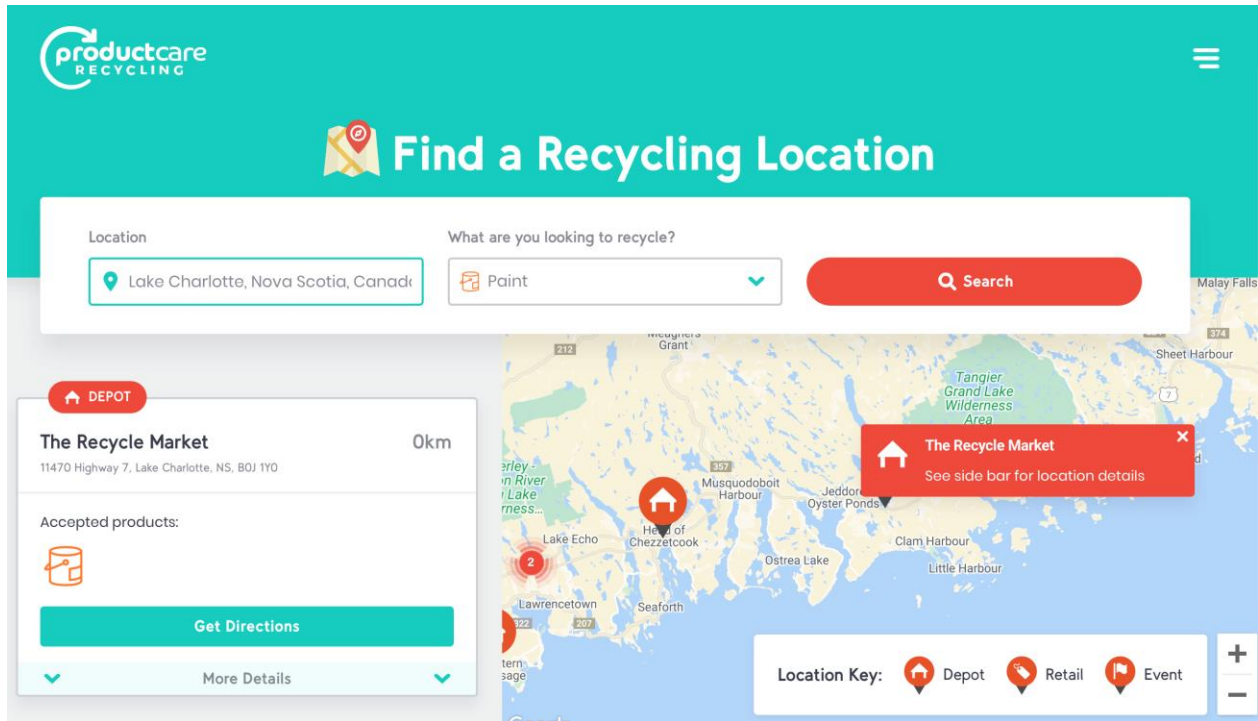 productcare
RECYCLING
Find a Recycling Location
Location
What are you looking to recycle?
Lake Charlotte, Nova Scotia, Canad
Paint
Search
Malay Falls
Meaghers
Grant
212
374
Sheet Harbour
7
Tangier
Grand Lake
Wilderness
Area
DEPOT
The Recycle Market
0km
11470 Highway 7, Lake Charlotte, NS, B0J 1Y0
Accepted products:
Get Directions
More Details
The Recycle Market
See side bar for location details
357
Musquodoboit
Harbour
Oyster Ponds
Lake Echo
Head of
Chezzetcook
Clam Harbour
Ostrea Lake
Little Harbour
2
Lawrencetown
Seaforth
322
207
Location Key:
Depot
Retail
Event
+
−